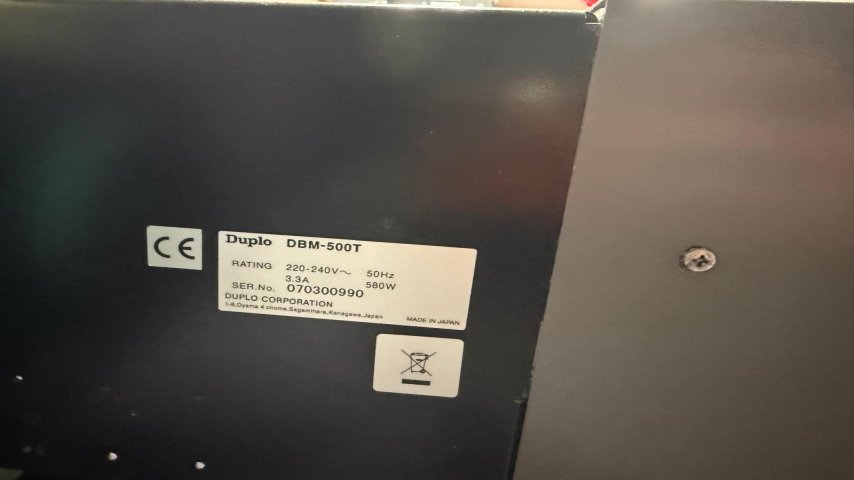 CE
Duplo DBM-500T
RATING 220-240V～ 50Hz
3.3A 580W
SER.No. 070300990
DUPLO CORPORATION
1-6,Oyama 4-chome,Sagamihara,Kanagawa,Japan
MADE IN JAPAN